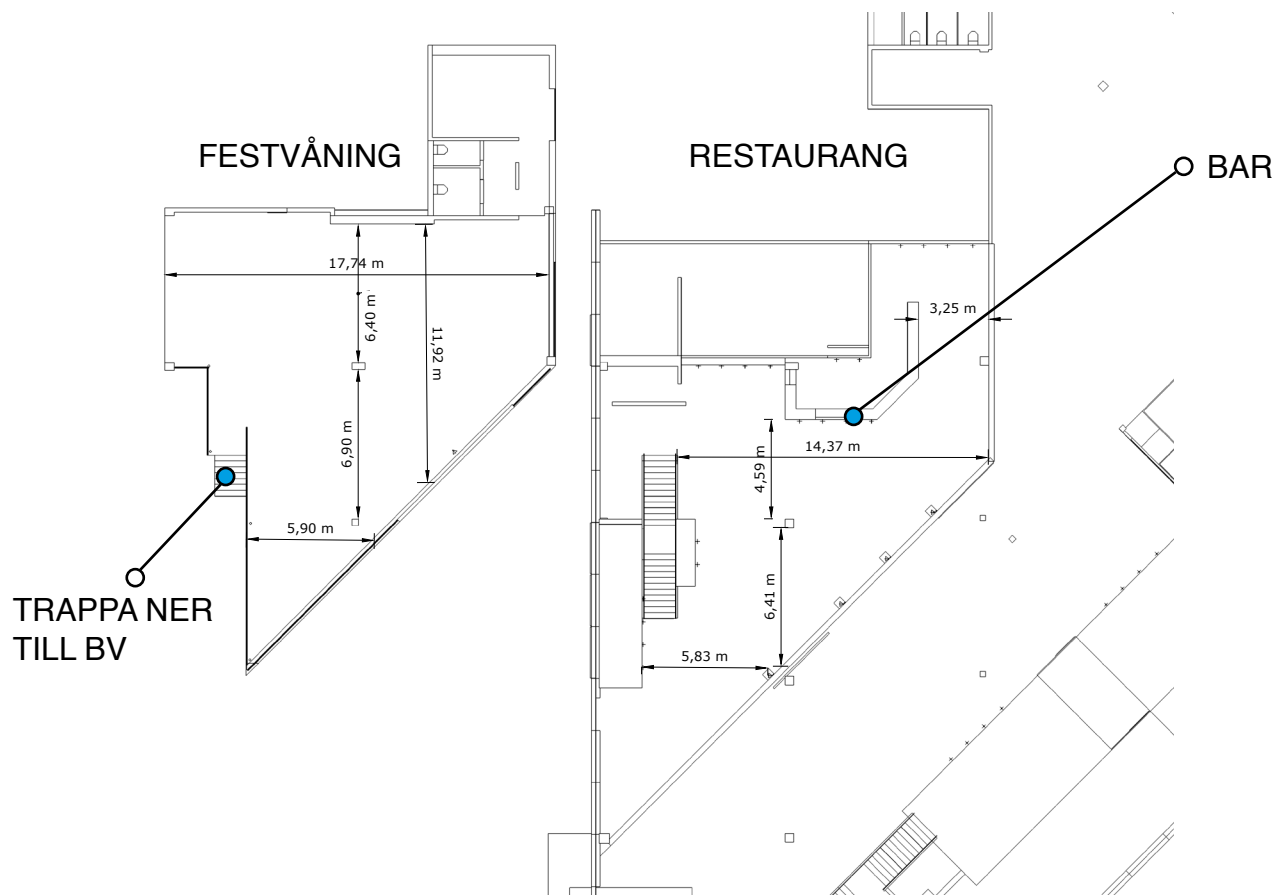 FESTVÅNING
RESTAURANG
BAR
17,74 m
6,40 m
11,92 m
3,25 m
6,90 m
4,59 m
14,37 m
5,90 m
6,41 m
5,83 m
TRAPPA NER
TILL BV